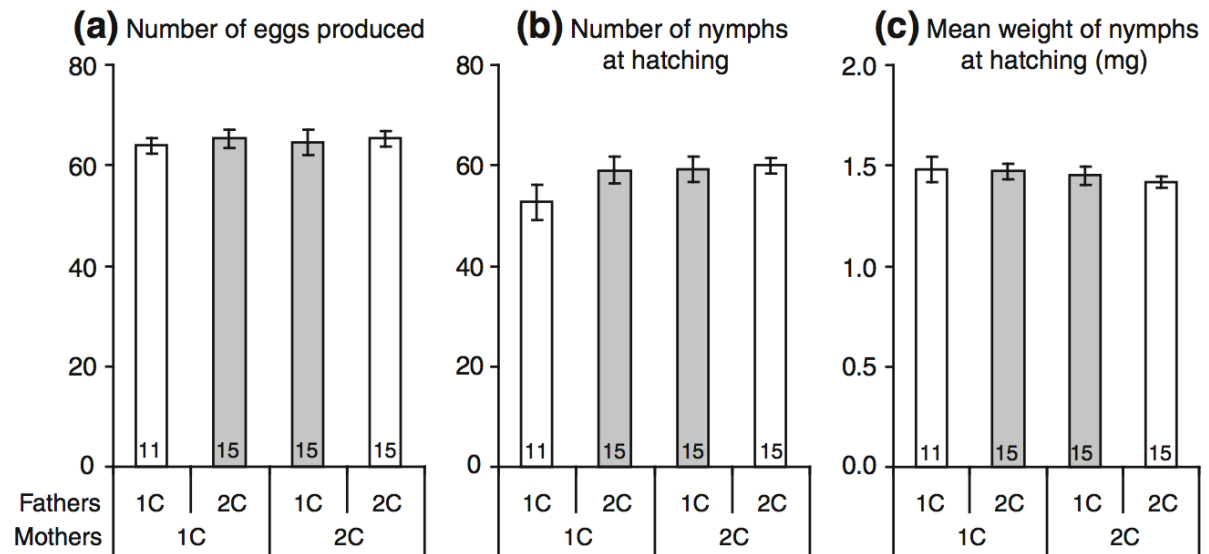 (a) Number of eggs produced
80
60
40
20
0
11 15 15 15
(b) Number of nymphs
at hatching
80
60
40
20
0
11 15 15 15
(c) Mean weight of nymphs
at hatching (mg)
2.0
1.5
1.0
0.5
0.0
11 15 15 15
Fathers 1C 2C 1C 2C 1C 2C 1C 2C 1C 2C 1C 2C
Mothers 1C 2C 1C 2C 1C 2C